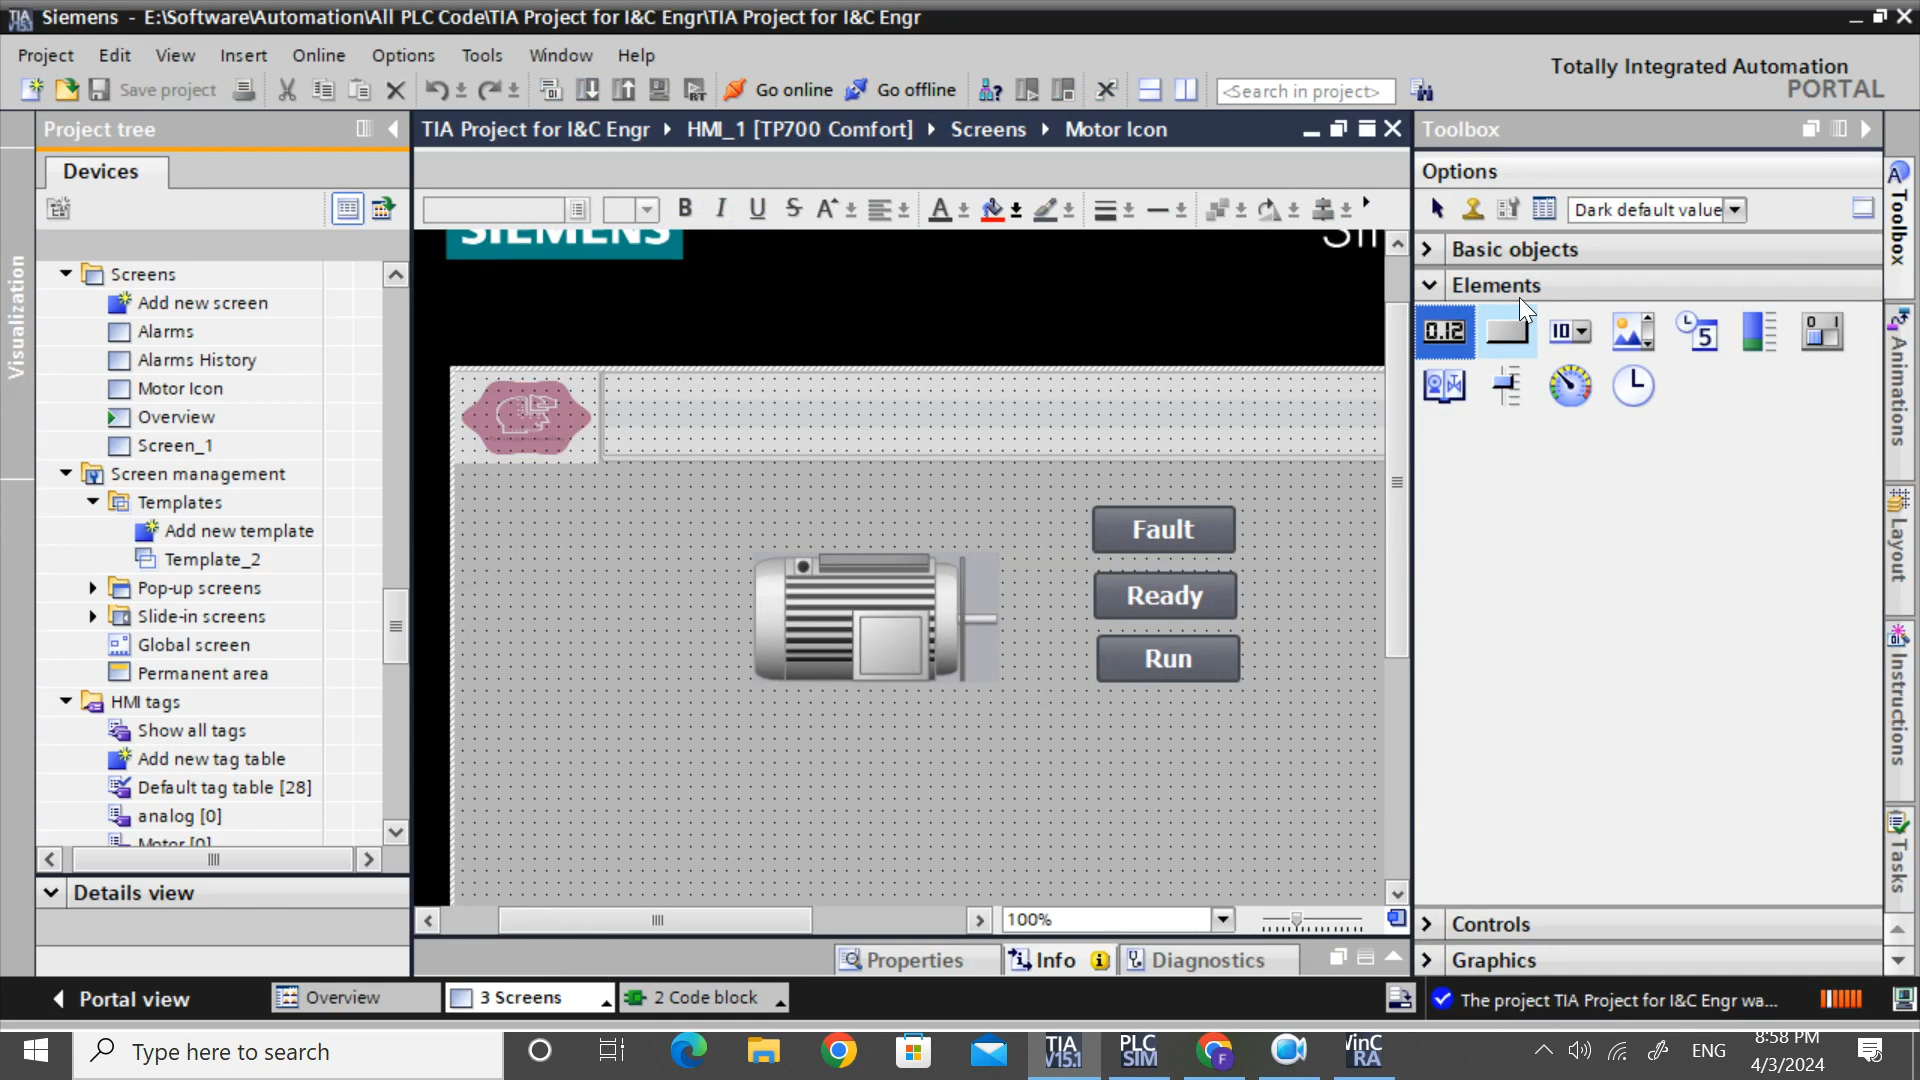 Siemens - E:\Software\Automation\All PLC Code\TIA Project for I&C Engr\TIA Project for I&C Engr
Project Edit View Insert Online Options Tools Window Help
Totally Integrated Automation
PORTAL
Save project
Go online
Go offline
<Search in project>
Project tree
TIA Project for I&C Engr
HMI_1 [TP700 Comfort]
Screens
Motor Icon
Toolbox
Devices
Options
Dark default value
Basic objects
Elements
Visualization
Screens
Add new screen
Alarms
Alarms History
Motor Icon
Overview
Screen_1
Screen management
Templates
Add new template
Template_2
Pop-up screens
Slide-in screens
Global screen
Permanent area
HMI tags
Show all tags
Add new tag table
Default tag table [28]
analog [0]
Motor [0]
Details view
SIEMENS
Fault
Ready
Run
100%
Properties
Info
Diagnostics
Controls
Graphics
Toolbox
Animations
Layout
Instructions
Tasks
Portal view
Overview
3 Screens
2 Code block
The project TIA Project for I&C Engr wa...
Type here to search
TIA
V15.1
PLC
SIM
VinC
RA
ENG
8:58 PM
4/3/2024